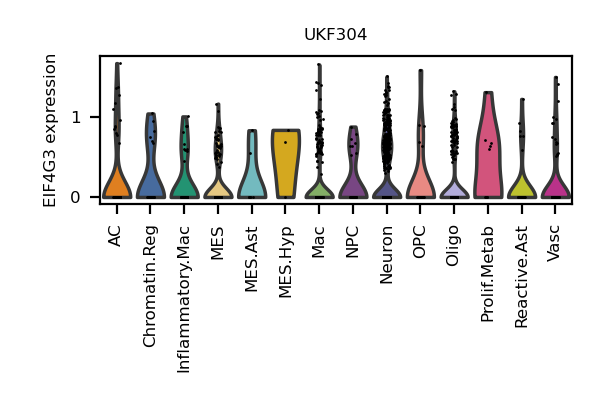 UKF304
EIF4G3 expression
1
0
AC
Chromatin.Reg
Inflammatory.Mac
MES
MES.Ast
MES.Hyp
Mac
NPC
Neuron
OPC
Oligo
Prolif.Metab
Reactive.Ast
Vasc